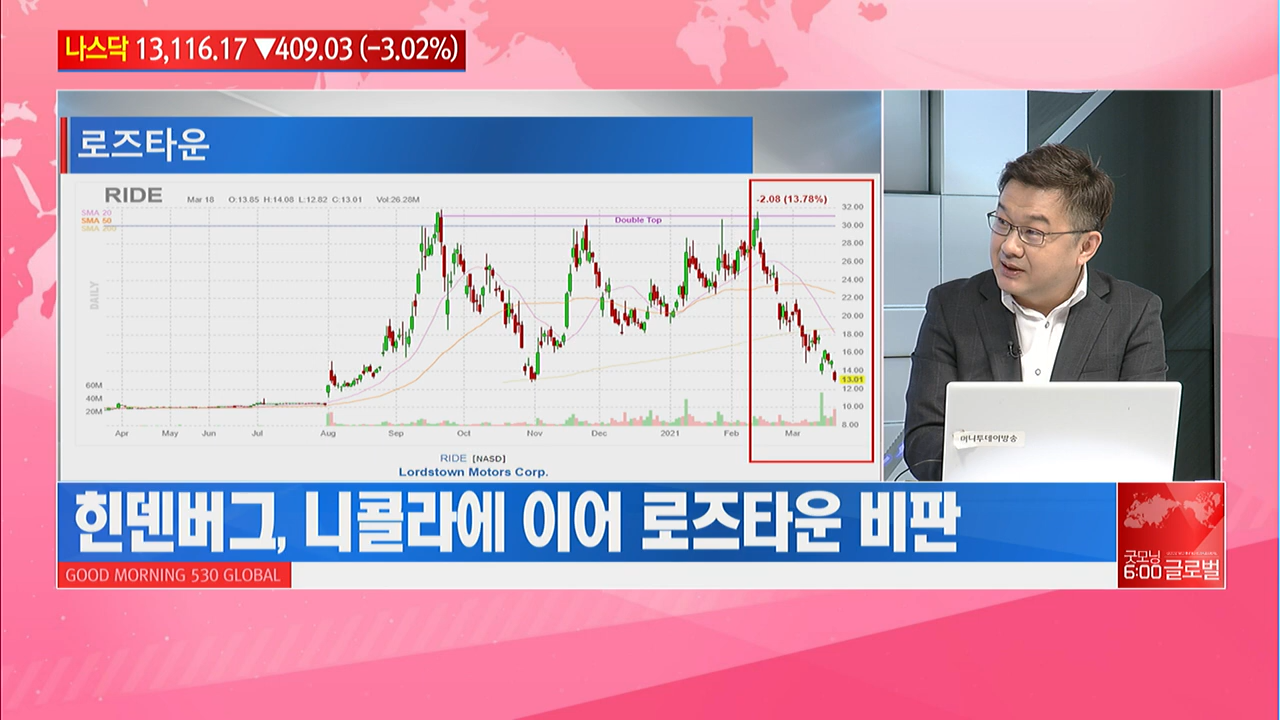 나스닥 13,116.17 ▼409.03 (-3.02%)
로즈타운
RIDE Mar 18 O:13.85 H:14.08 L:12.82 C:13.01 Vol:26.28M
-2.08 (13.78%)
SMA 20
SMA 50
SMA 200
Double Top
DAILY
32.00
30.00
28.00
26.00
24.00
22.00
20.00
18.00
16.00
14.00
13.01
12.00
10.00
8.00
60M
40M
20M
Apr May Jun Jul Aug Sep Oct Nov Dec 2021 Feb Mar
RIDE [NASD]
Lordstown Motors Corp.
머니투데이방송
힌덴버그, 니콜라에 이어 로즈타운 비판
GOOD MORNING 530 GLOBAL
굿모닝
6:00 글로벌